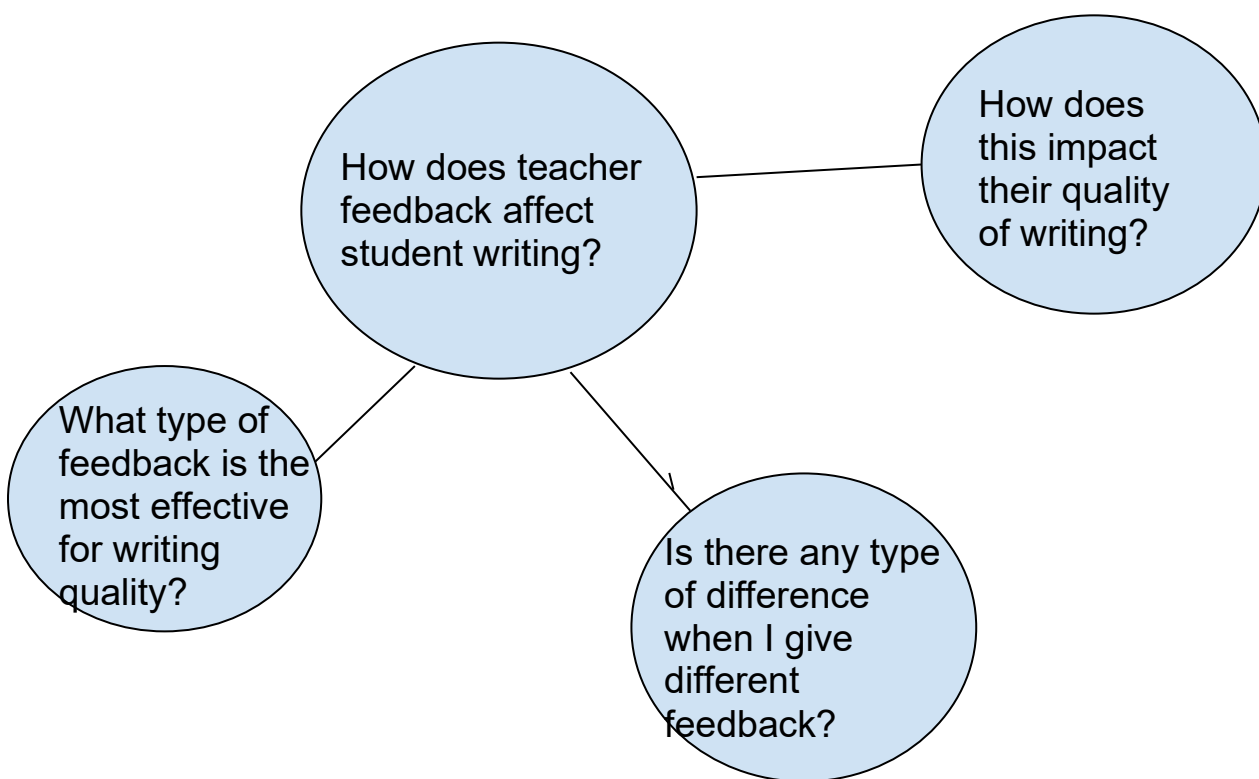 How does teacher
feedback affect
student writing?
How does
this impact
their quality
of writing?
What type of
feedback is the
most effective
for writing
quality?
Is there any type
of difference
when I give
different
feedback?